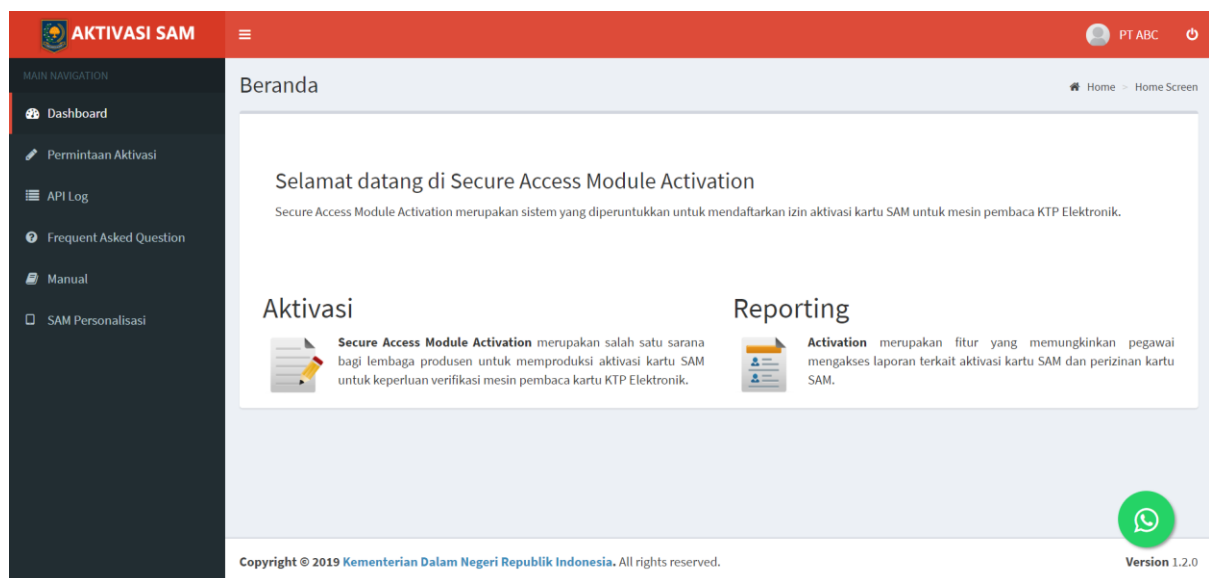 AKTIVASI SAM
PT ABC
MAIN NAVIGATION
Dashboard
Permintaan Aktivasi
API Log
Frequent Asked Question
Manual
SAM Personalisasi
Beranda
Home > Home Screen
Selamat datang di Secure Access Module Activation
Secure Access Module Activation merupakan sistem yang diperuntukkan untuk mendaftarkan izin aktivasi kartu SAM untuk mesin pembaca KTP Elektronik.
Aktivasi
Secure Access Module Activation merupakan salah satu sarana
bagi lembaga produsen untuk memproduksi aktivasi kartu SAM
untuk keperluan verifikasi mesin pembaca kartu KTP Elektronik.
Reporting
Activation merupakan fitur yang memungkinkan pegawai
mengakses laporan terkait aktivasi kartu SAM dan perizinan kartu
SAM.
Copyright © 2019 Kementerian Dalam Negeri Republik Indonesia. All rights reserved.
Version 1.2.0